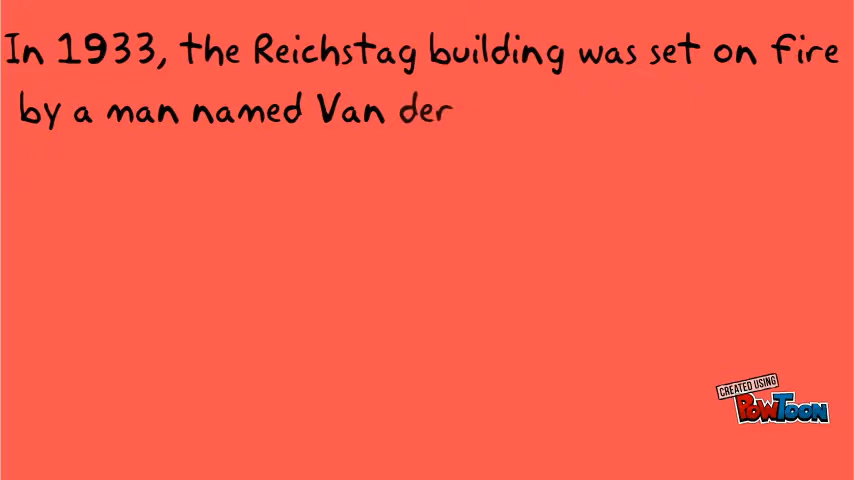 In 1933, the Reichstag building was set on fire
by a man named Van der
CREATED USING
POWTOON